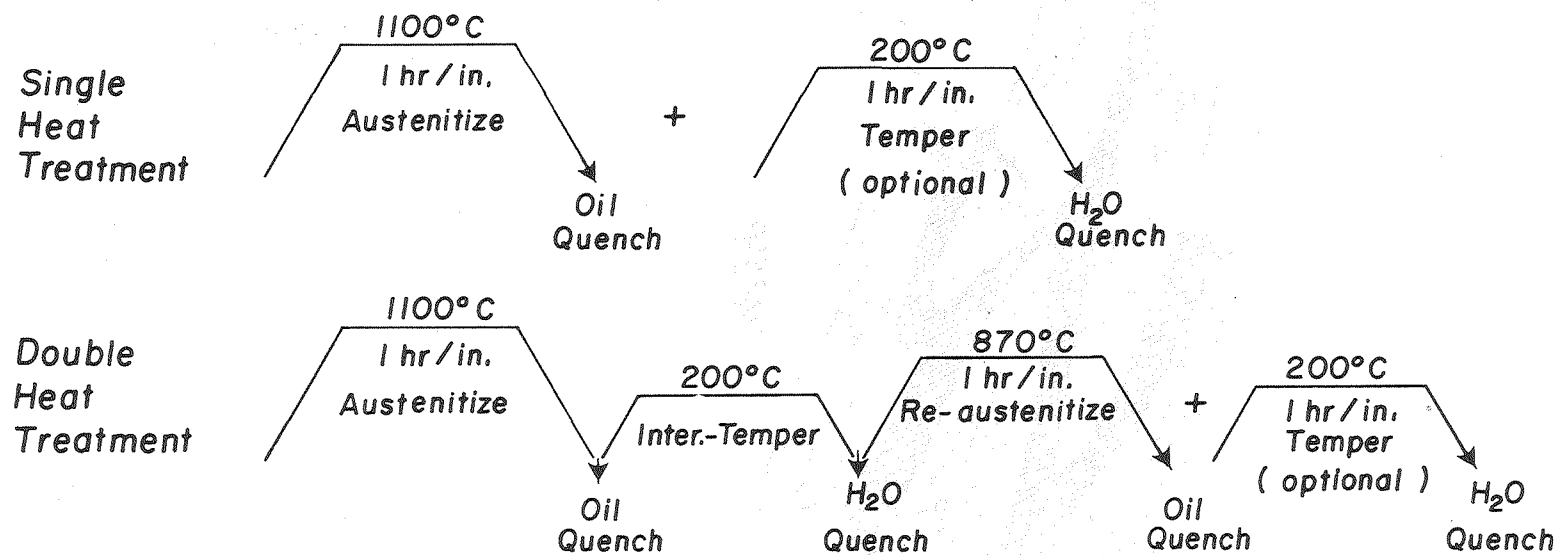 Single
Heat
Treatment
1100°C
1 hr/in.
Austenitize
Oil
Quench
+
200°C
1 hr/in.
Temper
(optional)
H₂O
Quench
Double
Heat
Treatment
1100°C
1 hr/in.
Austenitize
Oil
Quench
200°C
Inter.-Temper
H₂O
Quench
870°C
1 hr/in.
Re-austenitize
Oil
Quench
+
200°C
1 hr/in.
Temper
(optional)
H₂O
Quench